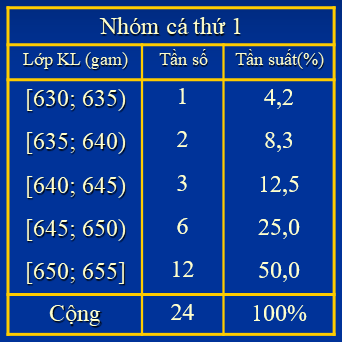 Nhóm cá thứ 1
Lớp KL (gam) Tần số Tần suất(%)
[630; 635) 1 4,2
[635; 640) 2 8,3
[640; 645) 3 12,5
[645; 650) 6 25,0
[650; 655] 12 50,0
Cộng 24 100%